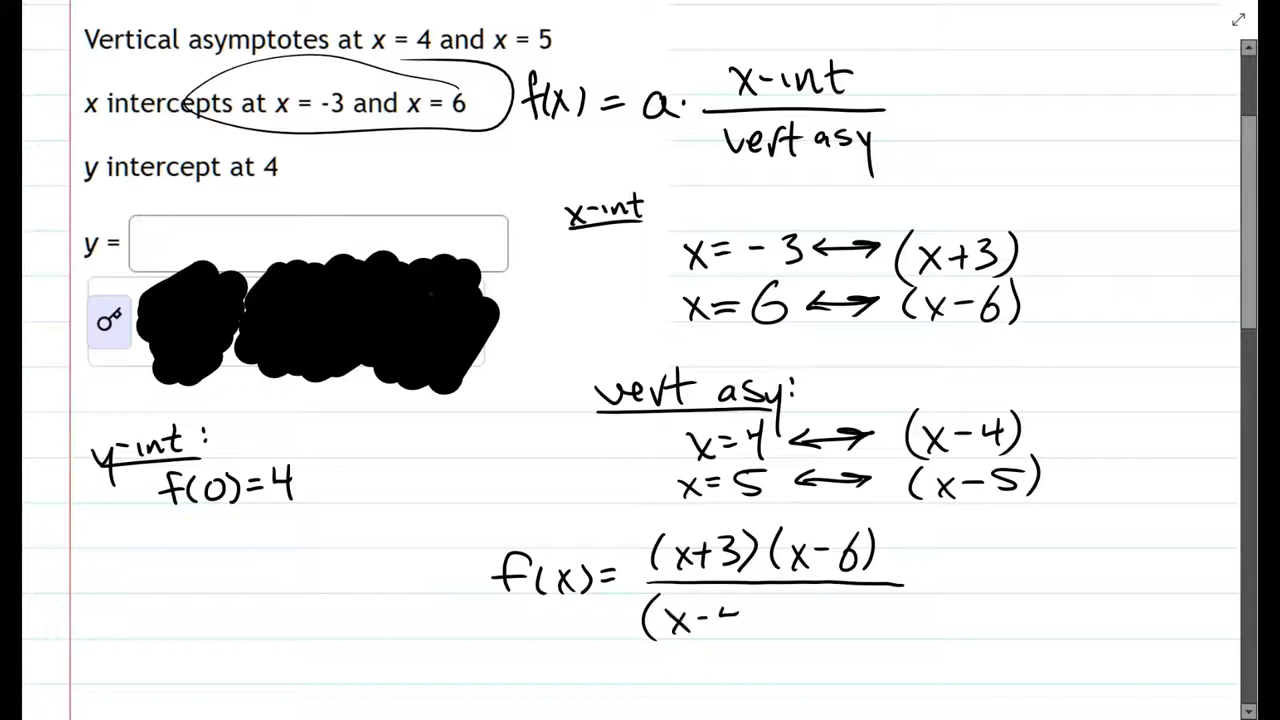 Vertical asymptotes at x = 4 and x = 5
x intercepts at x = -3 and x = 6
y intercept at 4
y =
f(x) = a · x-int / vert asy
x-int
x = -3 ↔ (x+3)
x = 6 ↔ (x-6)
vert asy:
x=4 ↔ (x-4)
x=5 ↔ (x-5)
y-int:
f(0)=4
f(x)= (x+3)(x-6)
(x-4